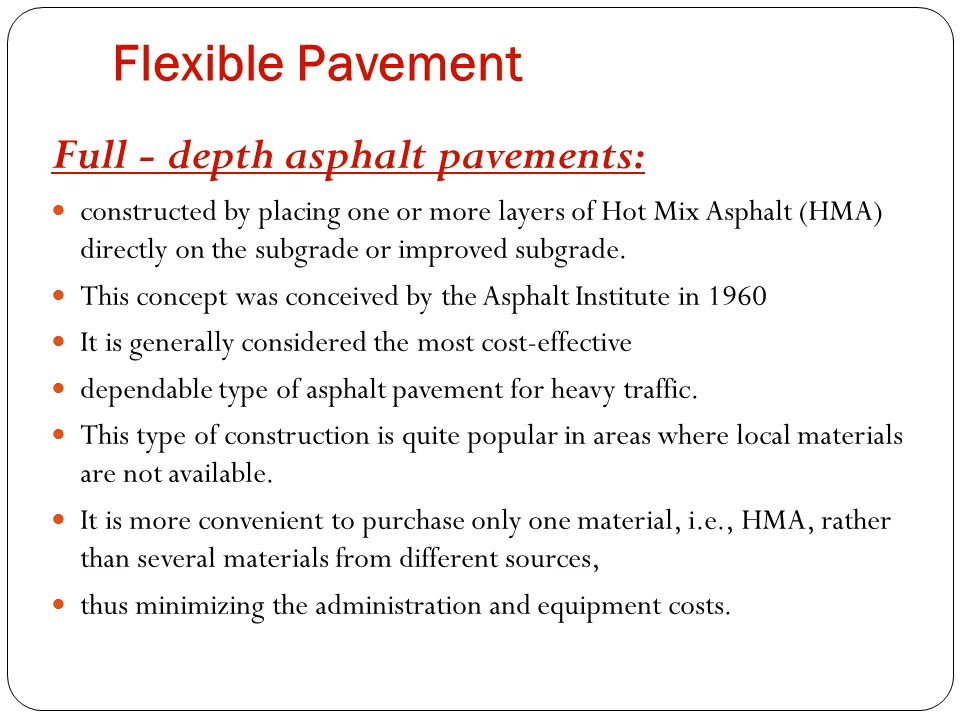 Flexible Pavement
Full - depth asphalt pavements:
• constructed by placing one or more layers of Hot Mix Asphalt (HMA)
directly on the subgrade or improved subgrade.
• This concept was conceived by the Asphalt Institute in 1960
• It is generally considered the most cost-effective
• dependable type of asphalt pavement for heavy traffic.
• This type of construction is quite popular in areas where local materials
are not available.
• It is more convenient to purchase only one material, i.e., HMA, rather
than several materials from different sources,
• thus minimizing the administration and equipment costs.